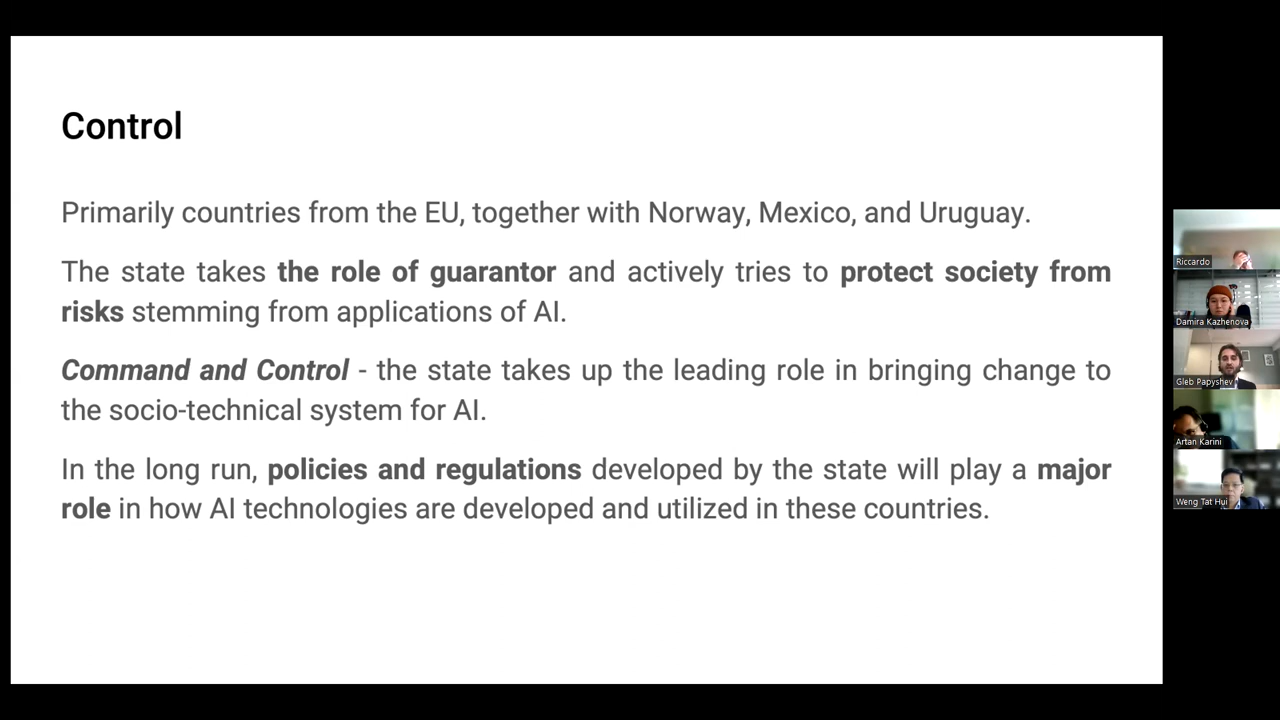 Control
Primarily countries from the EU, together with Norway, Mexico, and Uruguay.
The state takes the role of guarantor and actively tries to protect society from
risks stemming from applications of AI.
Command and Control - the state takes up the leading role in bringing change to
the socio-technical system for AI.
In the long run, policies and regulations developed by the state will play a major
role in how AI technologies are developed and utilized in these countries.
Riccardo
Damira Kazhenova
Gleb Papyshev
Artan Karini
Weng Tat Hui